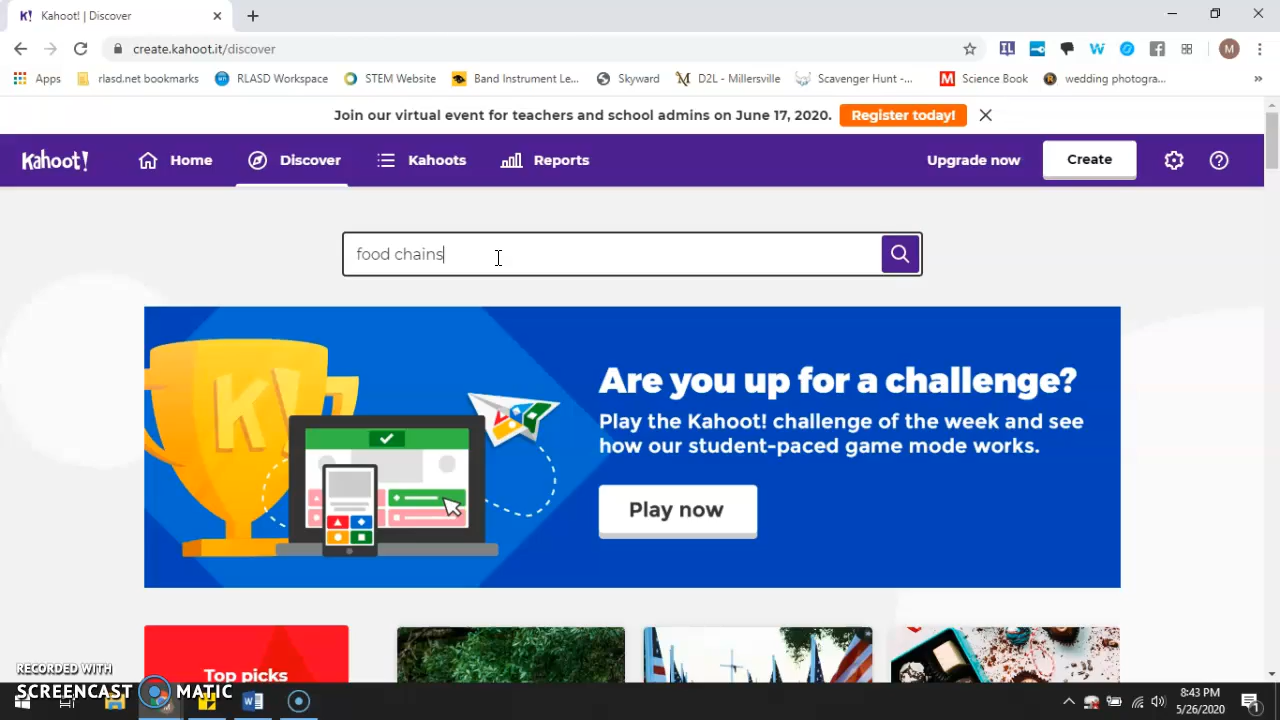 K! Kahoot! | Discover
create.kahoot.it/discover
IL W M
Apps rlasd.net bookmarks RLASD Workspace STEM Website Band Instrument Le... Skyward D2L - Millersville Scavenger Hunt -... M Science Book wedding photogra... »
Join our virtual event for teachers and school admins on June 17, 2020. Register today!
Kahoot! Home Discover Kahoots Reports Upgrade now Create ?
food chains
K!
Are you up for a challenge?
Play the Kahoot! challenge of the week and see
how our student-paced game mode works.
Play now
Top picks
RECORDED WITH
SCREENCAST MATIC
W
8:43 PM
5/26/2020
1